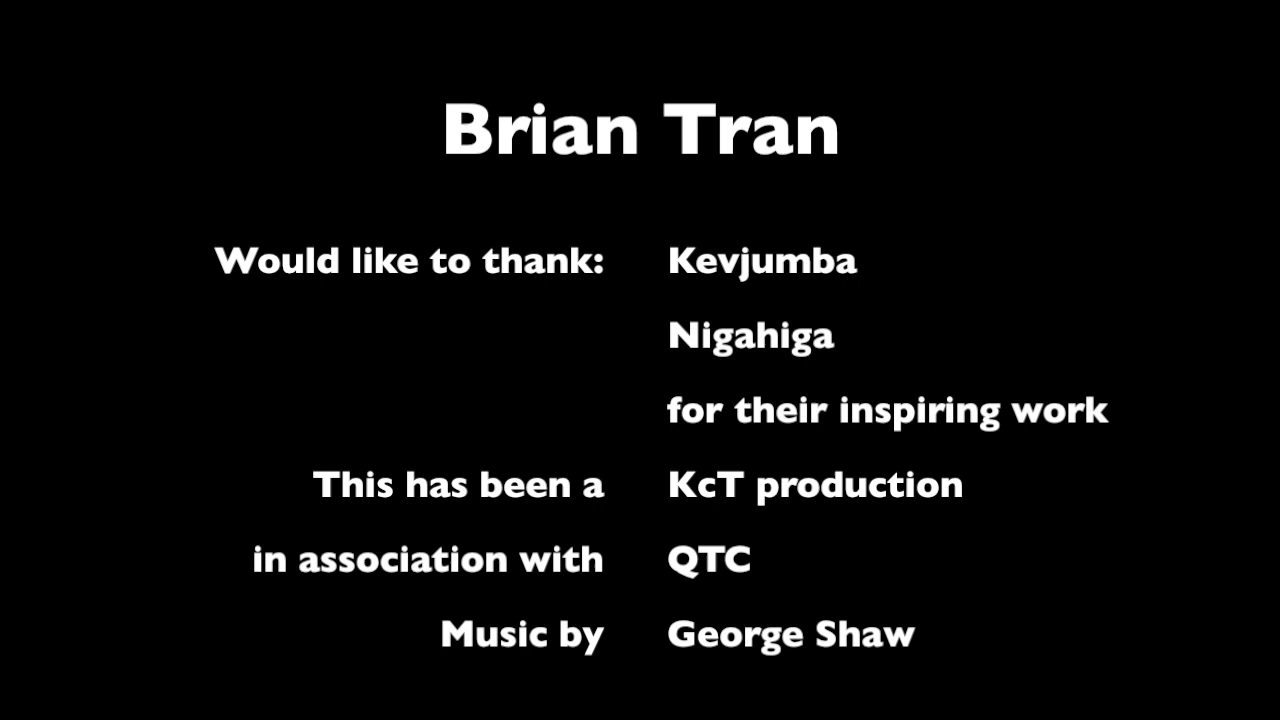 Brian Tran
Would like to thank: Kevjumba
Nigahiga
for their inspiring work
This has been a KcT production
in association with QTC
Music by George Shaw